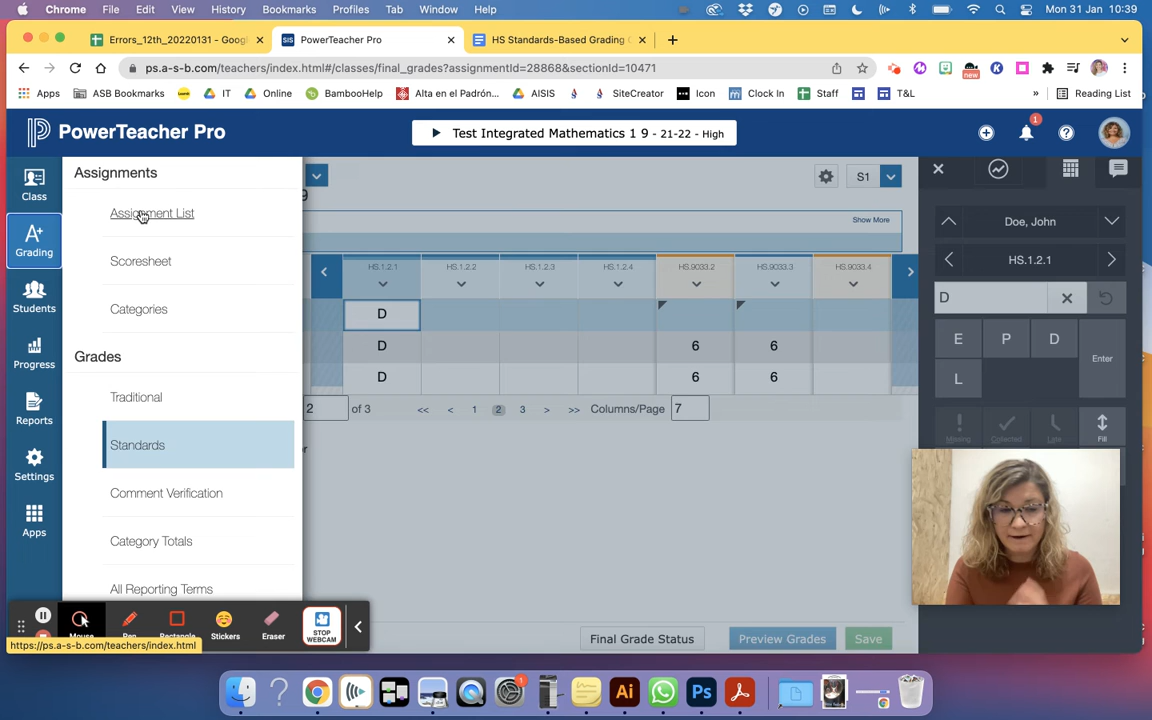 Chrome File Edit View History Bookmarks Profiles Tab Window Help Mon 31 Jan 10:39
Errors_12th_20220131 - Goog PowerTeacher Pro HS Standards-Based Grading
ps.a-s-b.com/teachers/index.html#/classes/final_grades?assignmentId=28868&sectionId=10471
Apps ASB Bookmarks IT Online BambooHelp Alta en el Padrón... AISIS SiteCreator Icon Clock In Staff T&L » Reading List
PowerTeacher Pro
Test Integrated Mathematics 1 9 - 21-22 - High
1
Class
Grading
Students
Progress
Reports
Settings
Apps
Assignments
Assignment List
Scoresheet
Categories
Grades
Traditional
Standards
Comment Verification
Category Totals
All Reporting Terms
S1
9
Show More
HS.1.2.1 HS.1.2.2 HS.1.2.3 HS.1.2.4 HS.9033.2 HS.9033.3 HS.9033.4
D
D 6 6
D 6 6
2 of 3 << < 1 2 3 > >> Columns/Page 7
Doe, John
HS.1.2.1
D
E P D Enter
L
Missing Collected Late Fill
Final Grade Status Preview Grades Save
Mouse Pen Rectangle Stickers Eraser STOP WEBCAM
https://ps.a-s-b.com/teachers/index.html